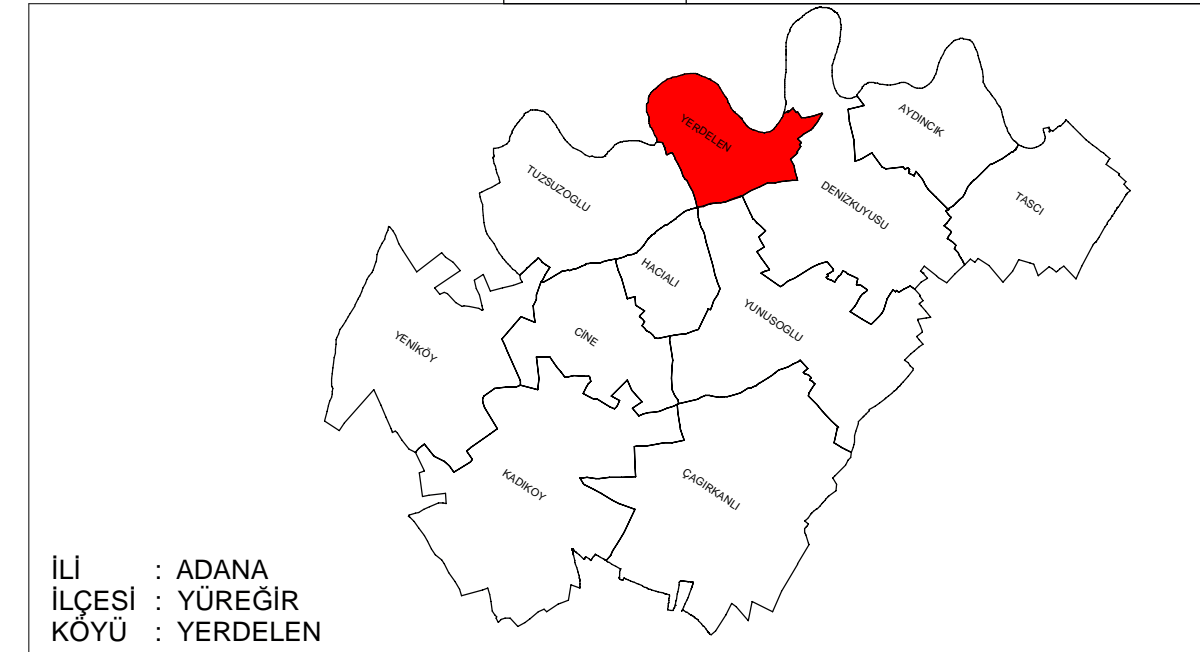 AYDINCIK
YERDELEN
TUZSUZOGLU
DENİZKUYUSU
TASCI
HACIALI
YUNUSOGLU
CİNE
YENİKÖY
KADIKOY
ÇAGIRKANLI
İLİ : ADANA
İLÇESİ : YÜREĞİR
KÖYÜ : YERDELEN